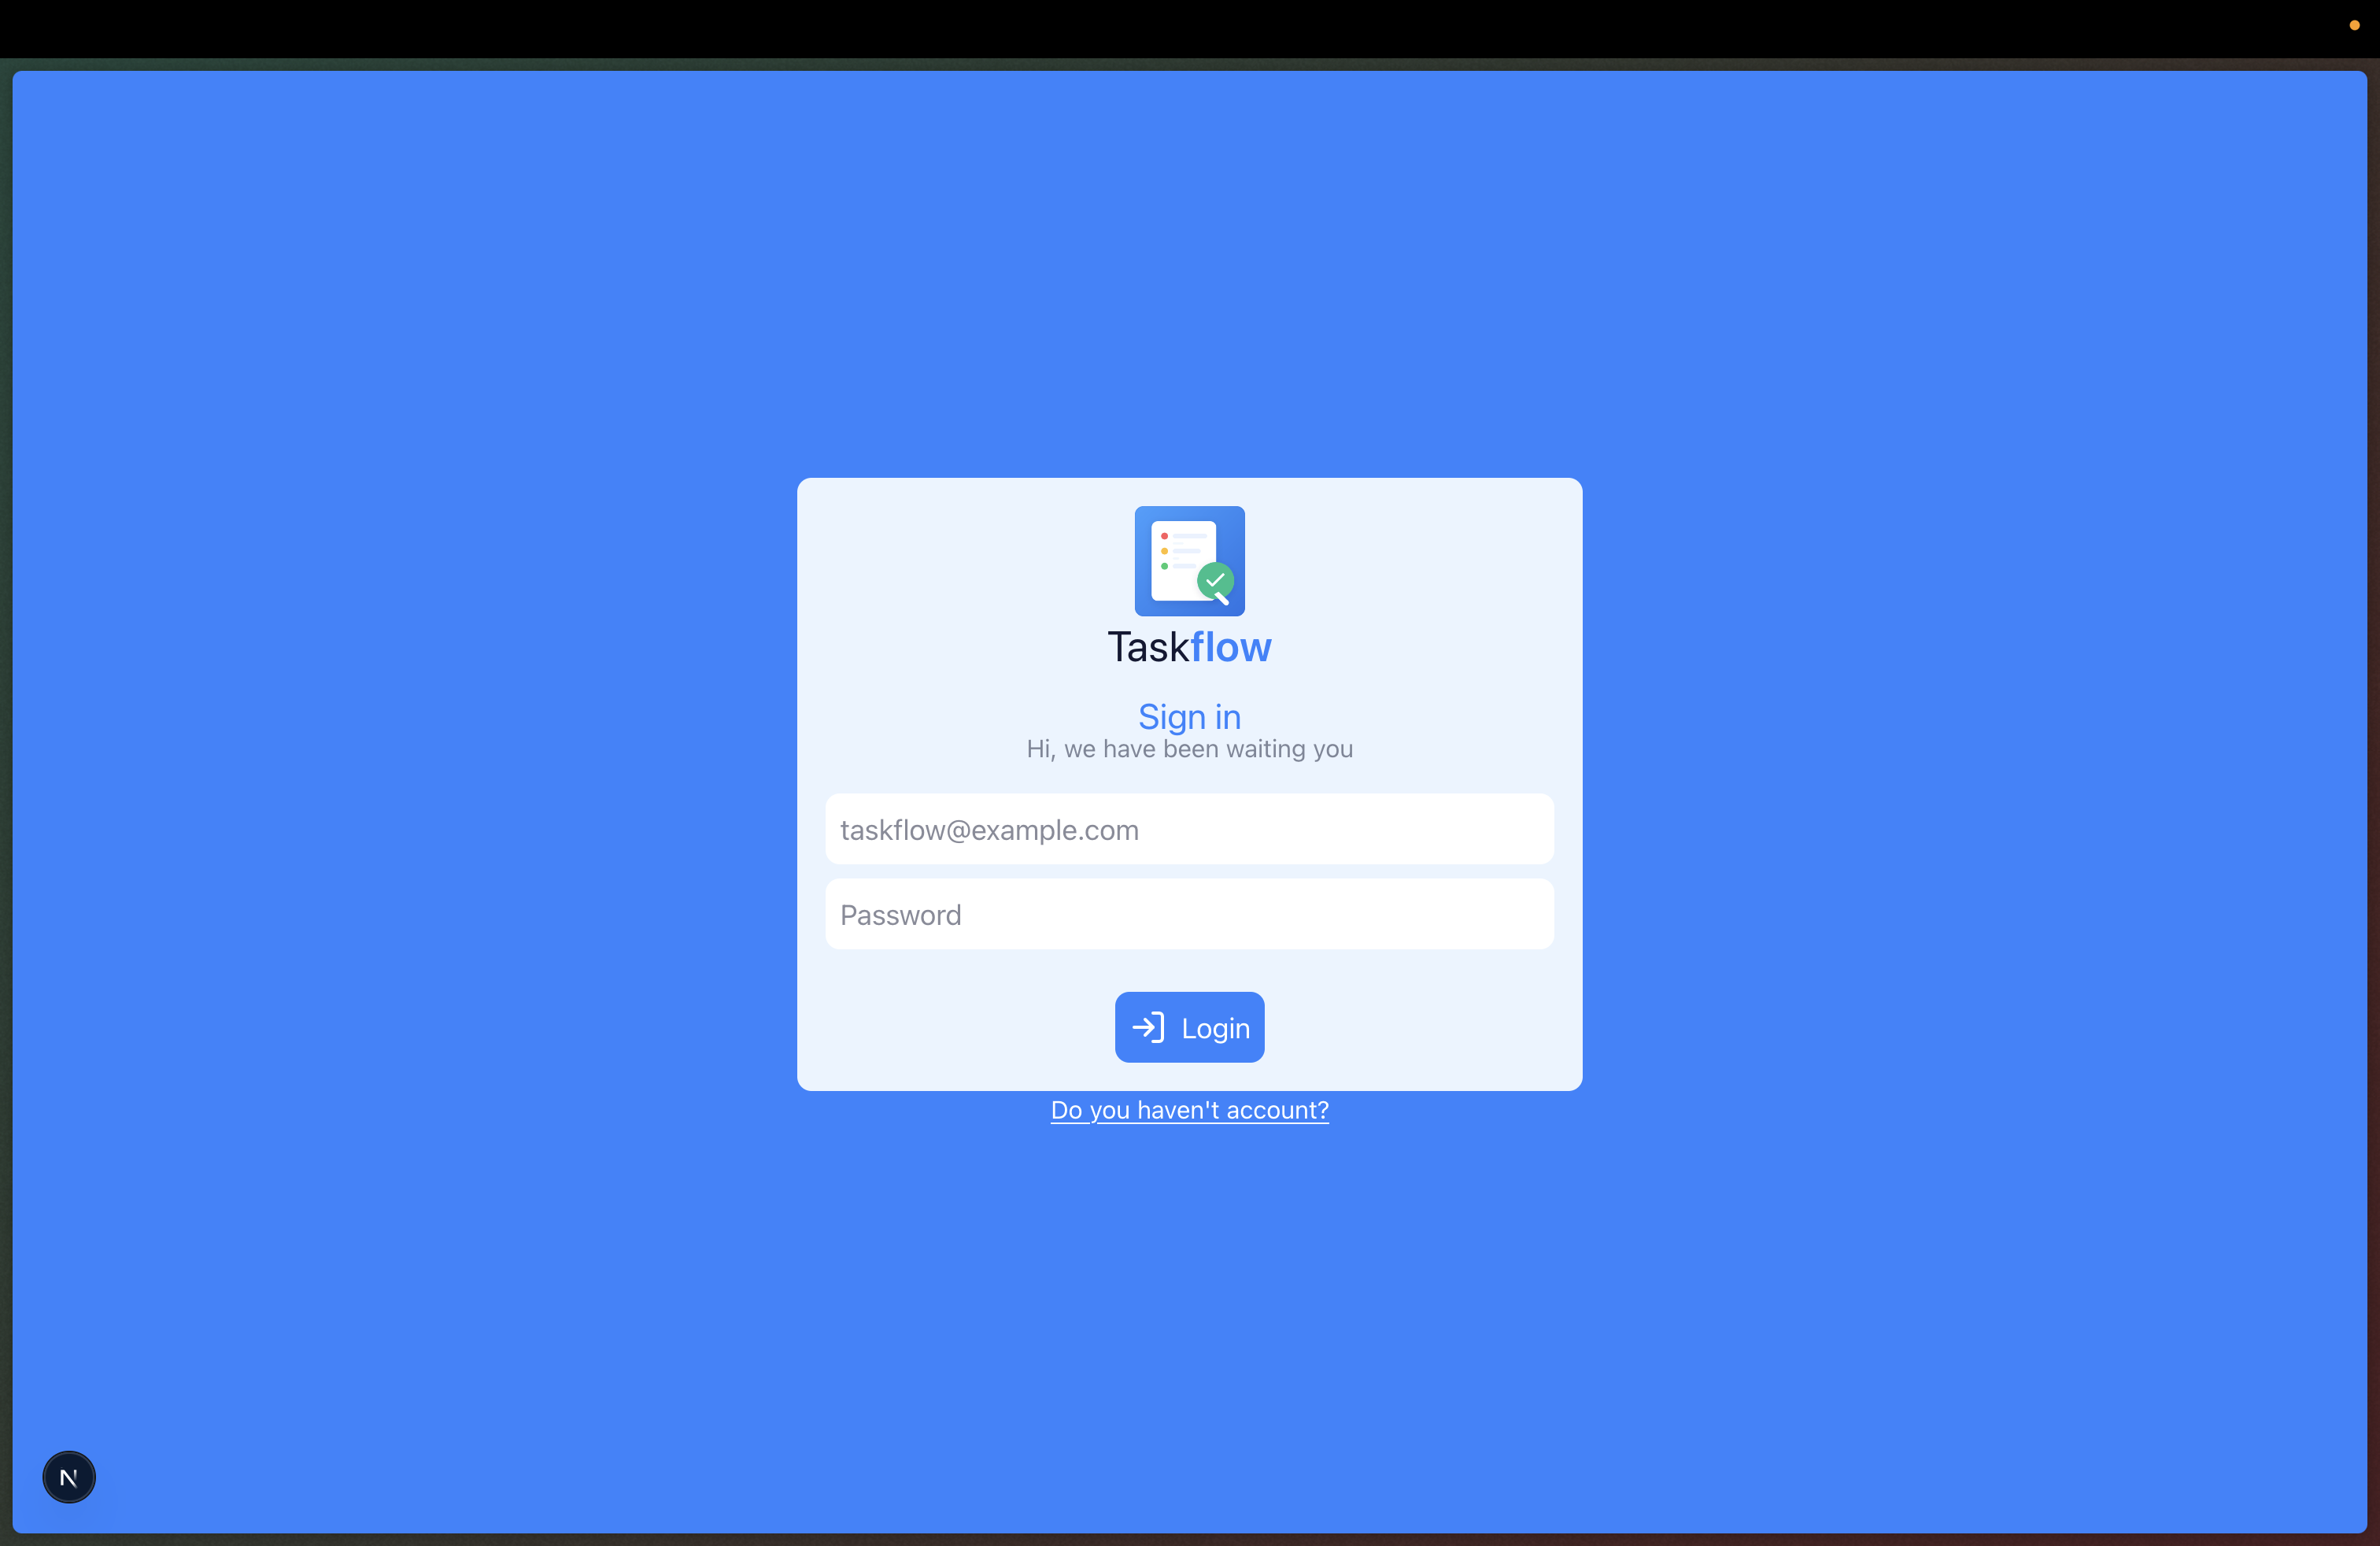 Taskflow
Sign in
Hi, we have been waiting you
taskflow@example.com
Password
Login
Do you haven't account?
N